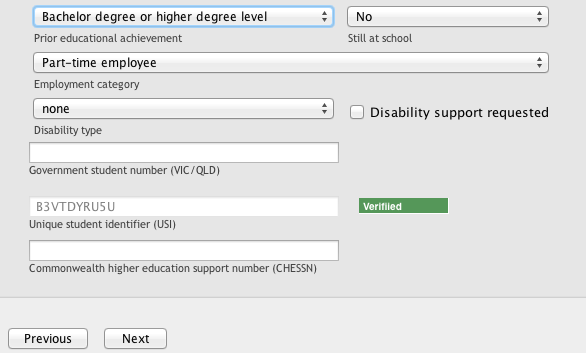 Bachelor degree or higher degree level No
Prior educational achievement Still at school
Part-time employee
Employment category
none Disability support requested
Disability type
Government student number (VIC/QLD)
B3VTDYRU5U Verifiied
Unique student identifier (USI)
Commonwealth higher education support number (CHESSN)
Previous Next